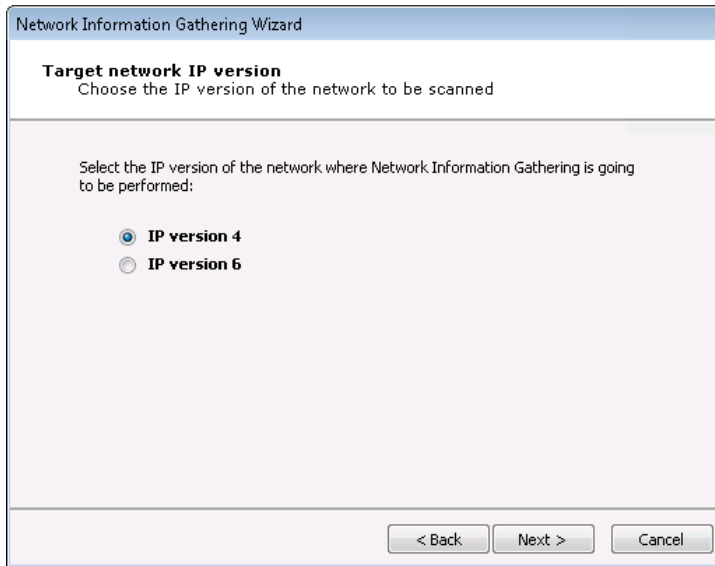 Network Information Gathering Wizard
Target network IP version
Choose the IP version of the network to be scanned
Select the IP version of the network where Network Information Gathering is going
to be performed:
IP version 4
IP version 6
< Back Next > Cancel